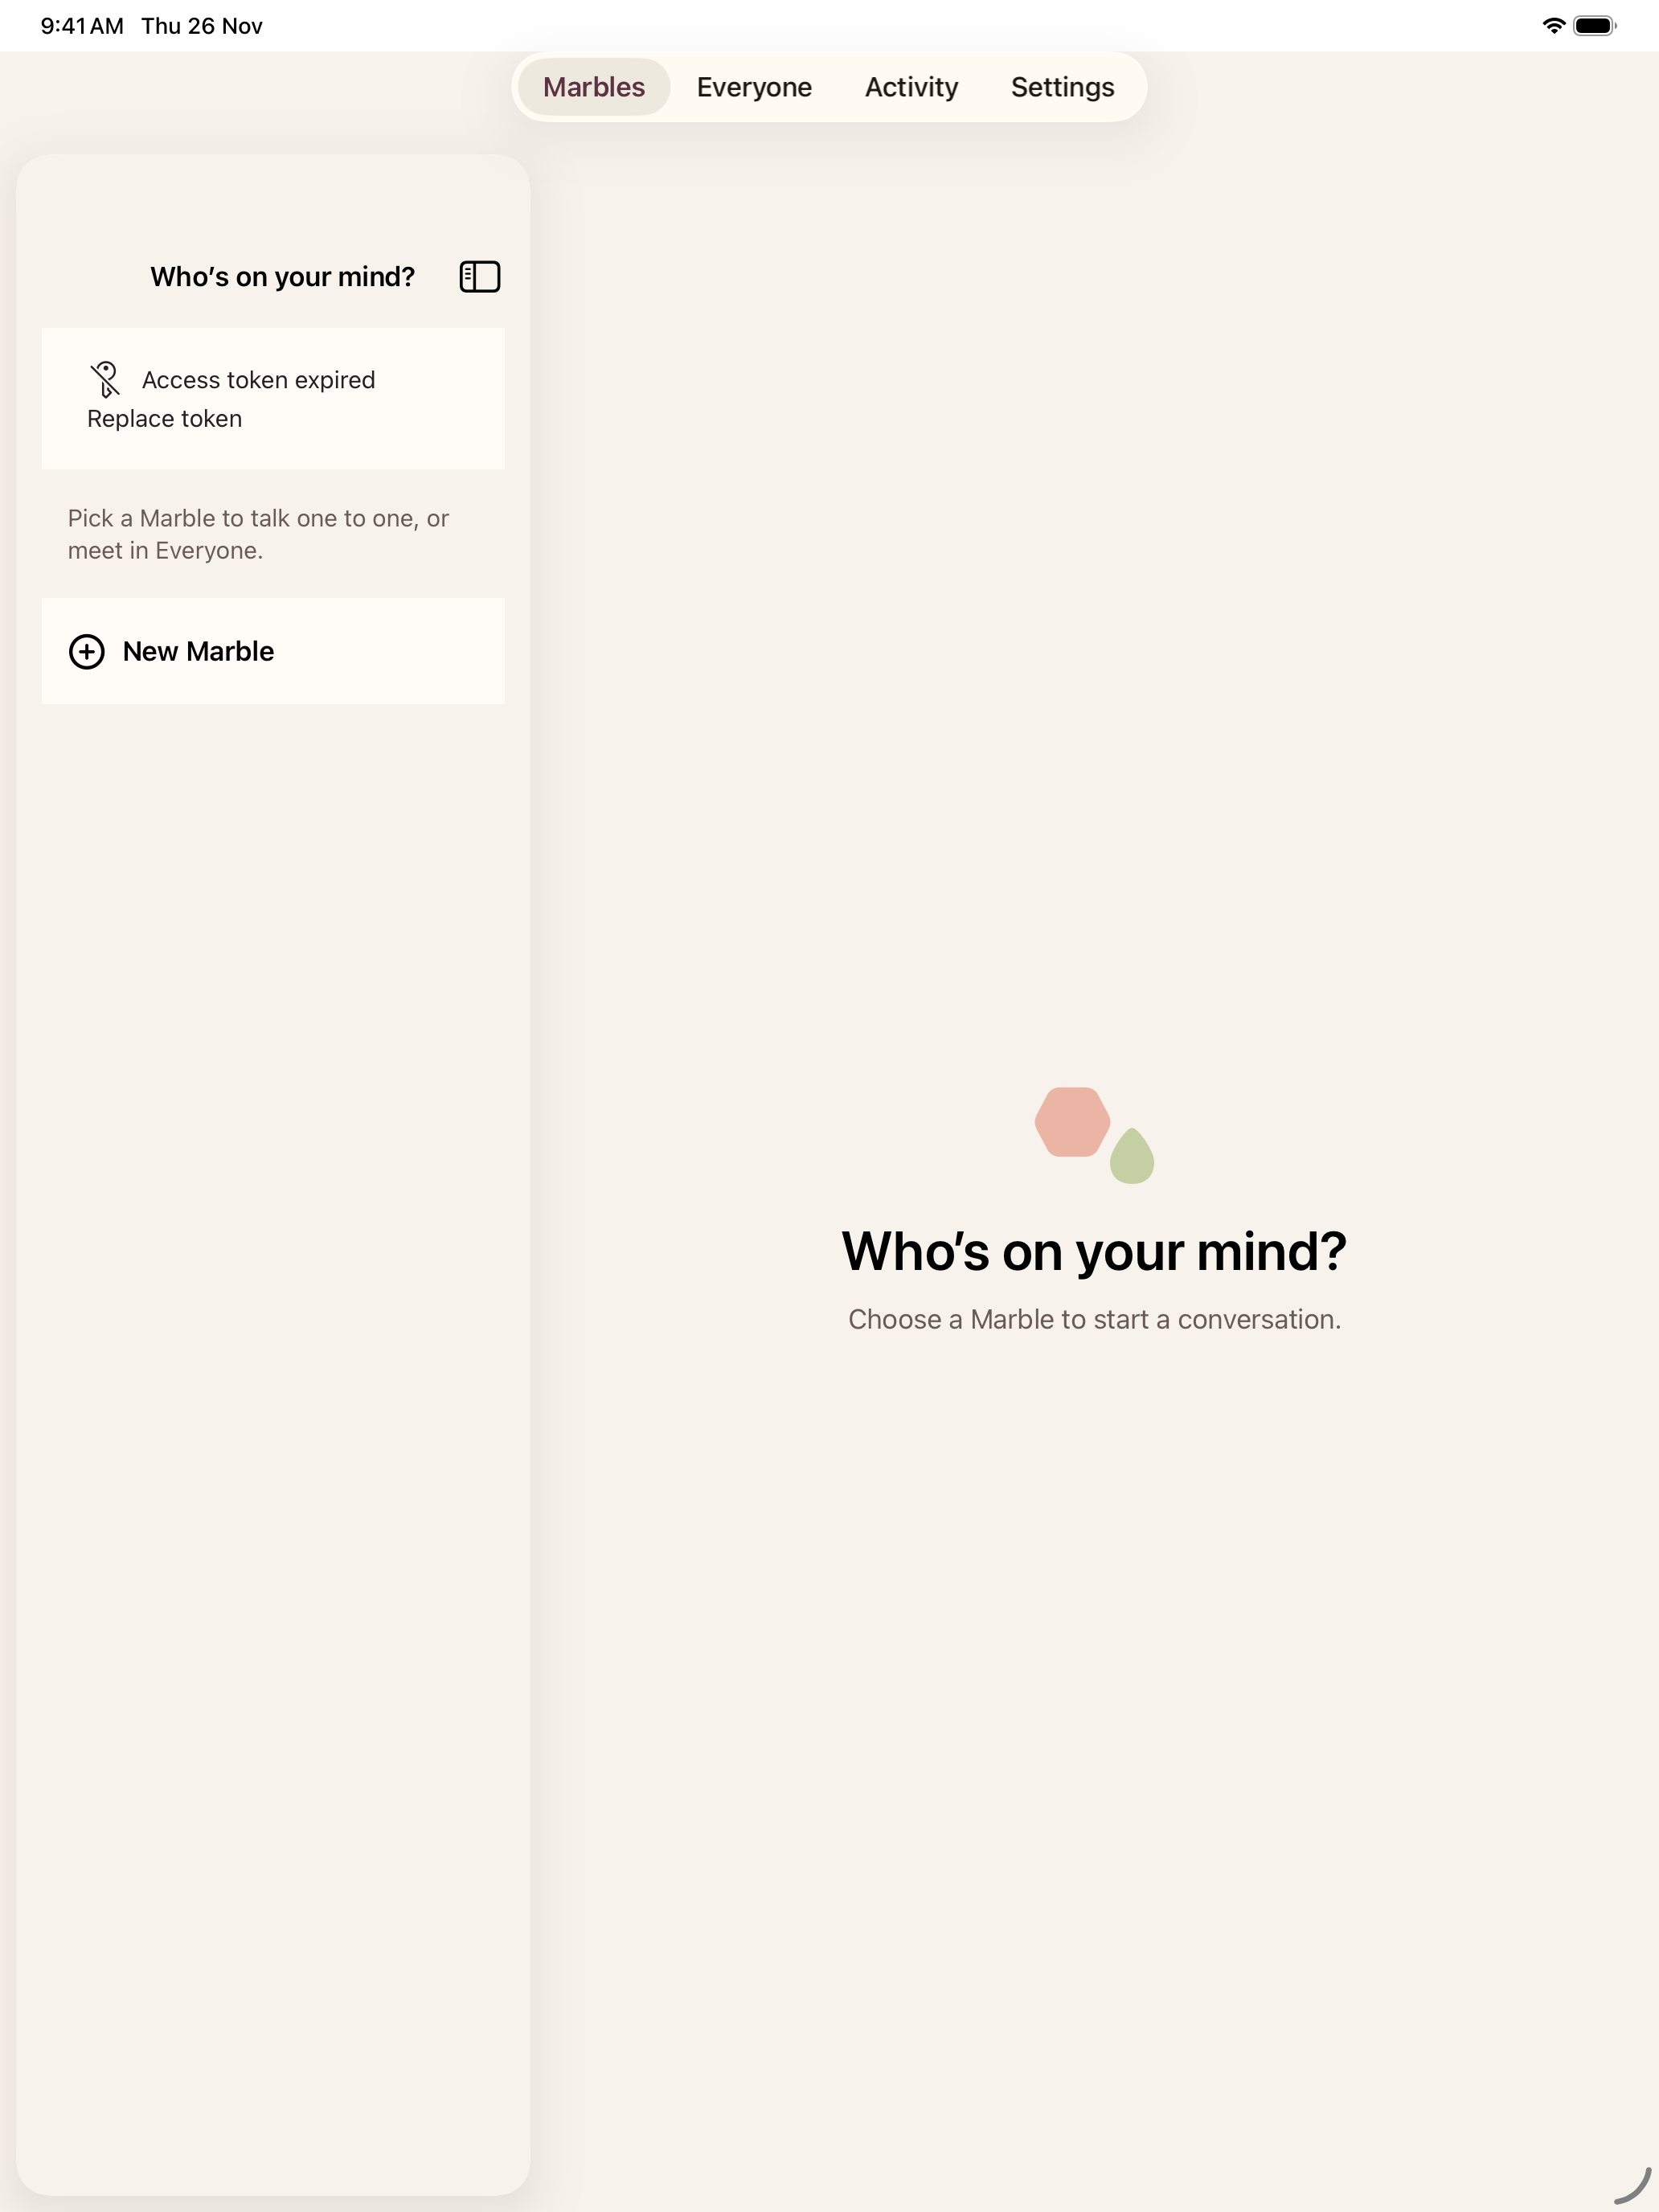 9:41 AM Thu 26 Nov
Marbles Everyone Activity Settings
Who’s on your mind?
Access token expired
Replace token
Pick a Marble to talk one to one, or
meet in Everyone.
New Marble
Who’s on your mind?
Choose a Marble to start a conversation.